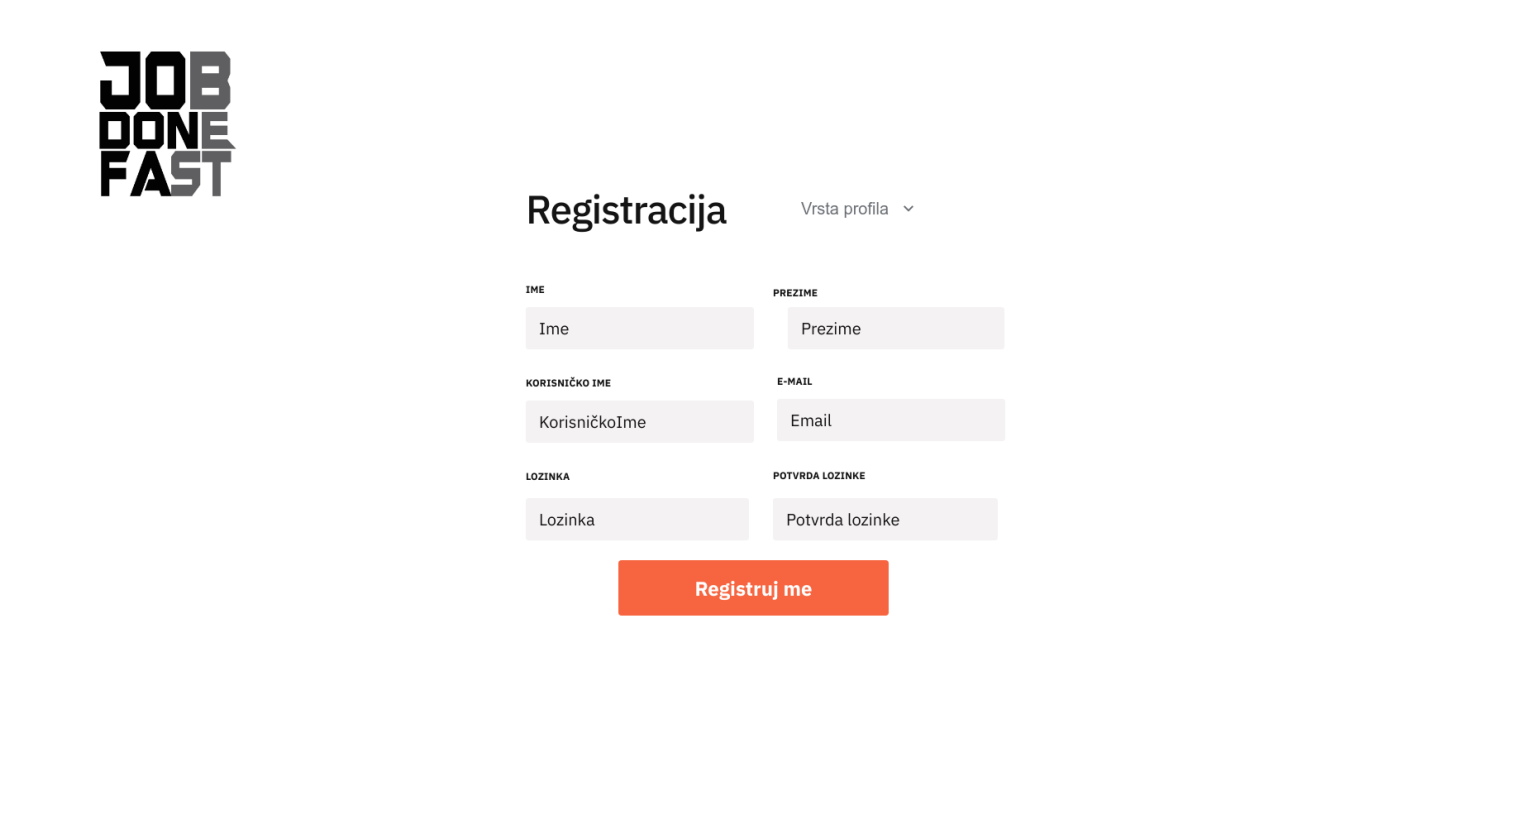 JOB
DONE
FAST
Registracija
Vrsta profila
IME
PREZIME
Ime
Prezime
KORISNIČKO IME
E-MAIL
KorisničkoIme
Email
LOZINKA
POTVRDA LOZINKE
Lozinka
Potvrda lozinke
Registruj me